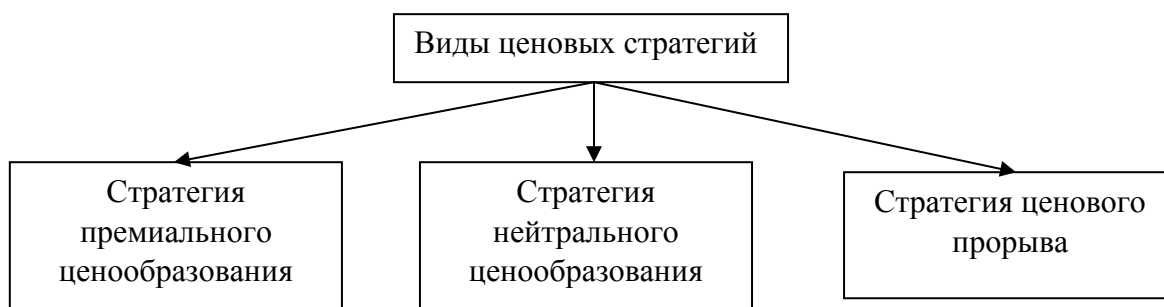 Виды ценовых стратегий
Стратегия
премиального
ценообразования
Стратегия
нейтрального
ценообразования
Стратегия ценового
прорыва